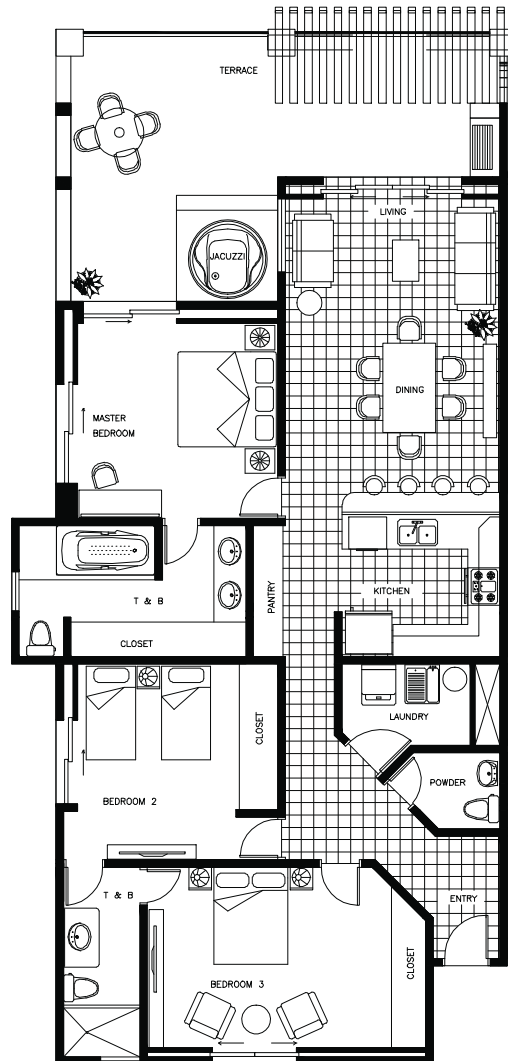 TERRACE
LIVING
JACUZZI
DINING
MASTER
BEDROOM
KITCHEN
PANTRY
T & B
CLOSET
CLOSET
LAUNDRY
POWDER
BEDROOM 2
T & B
ENTRY
CLOSET
BEDROOM 3